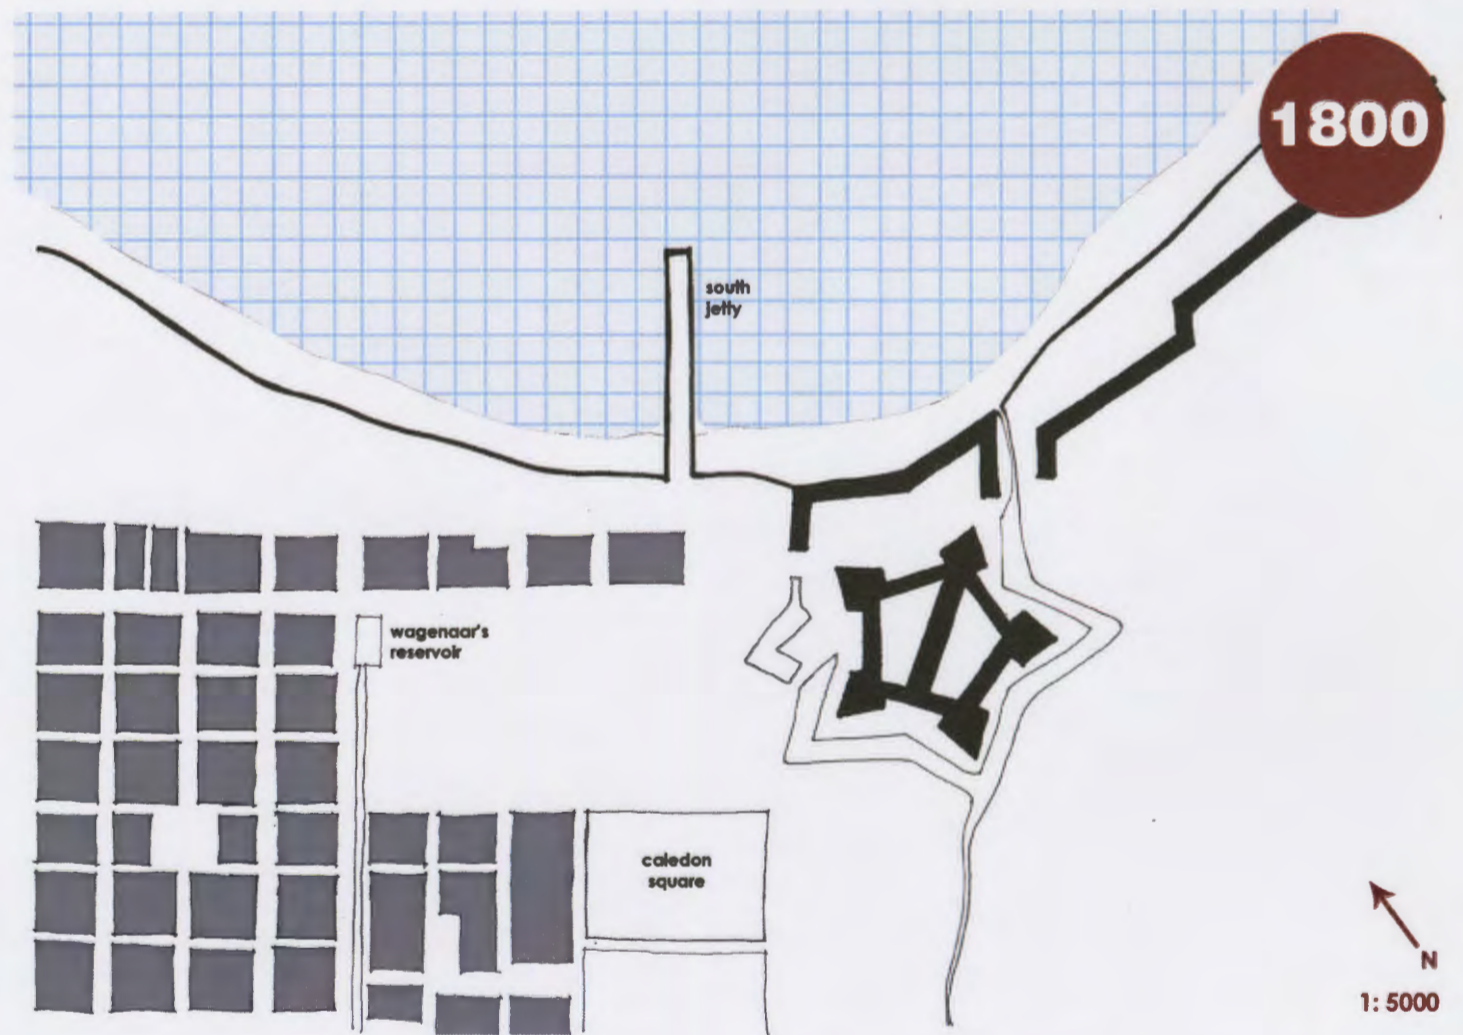 1800
south
jetty
wagenaar's
reservoir
caledon
square
N
1: 5000